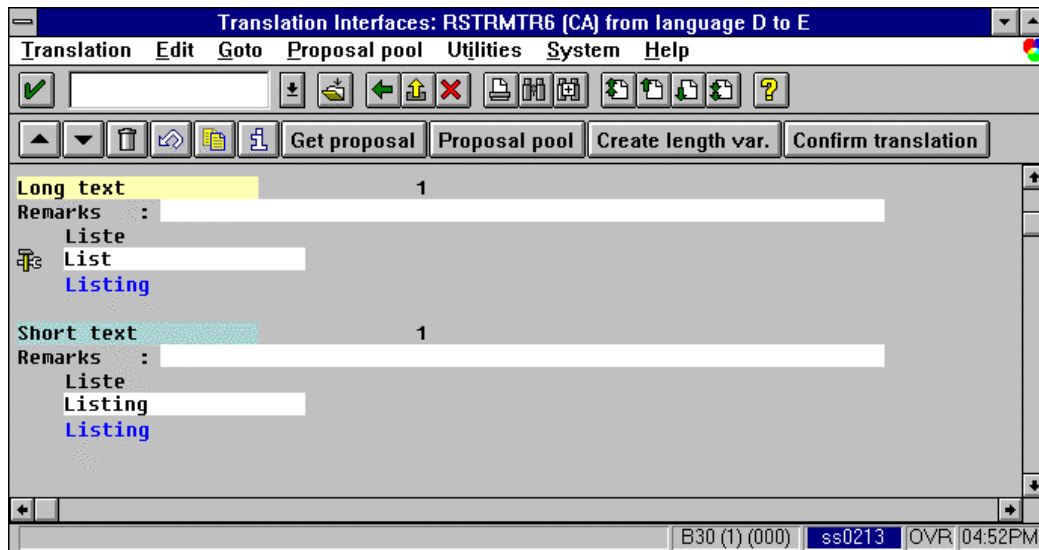 Translation Interfaces: RSTRMTR6 (CA) from language D to E
Translation Edit Goto Proposal pool Utilities System Help
Get proposal Proposal pool Create length var. Confirm translation
Long text 1
Remarks :
Liste
List
Listing
Short text 1
Remarks :
Liste
Listing
Listing
B30 (1) (000) ss0213 OVR 04:52PM